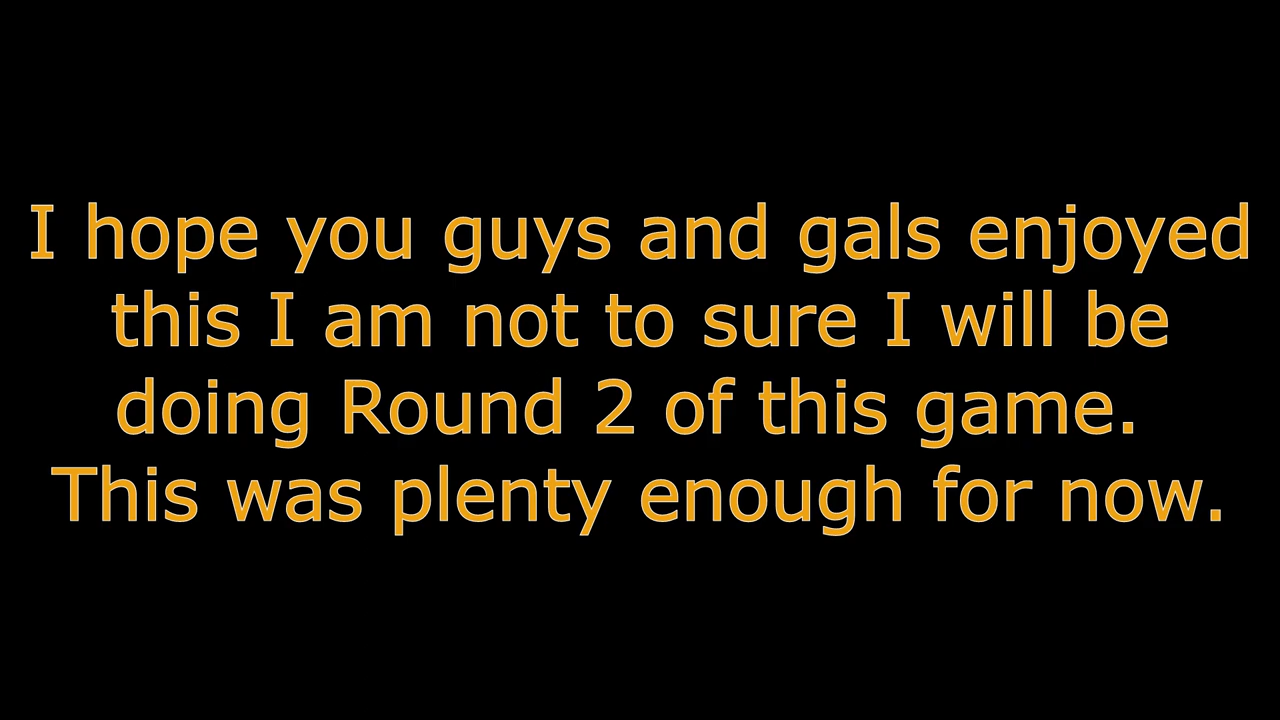 I hope you guys and gals enjoyed
this I am not to sure I will be
doing Round 2 of this game.
This was plenty enough for now.